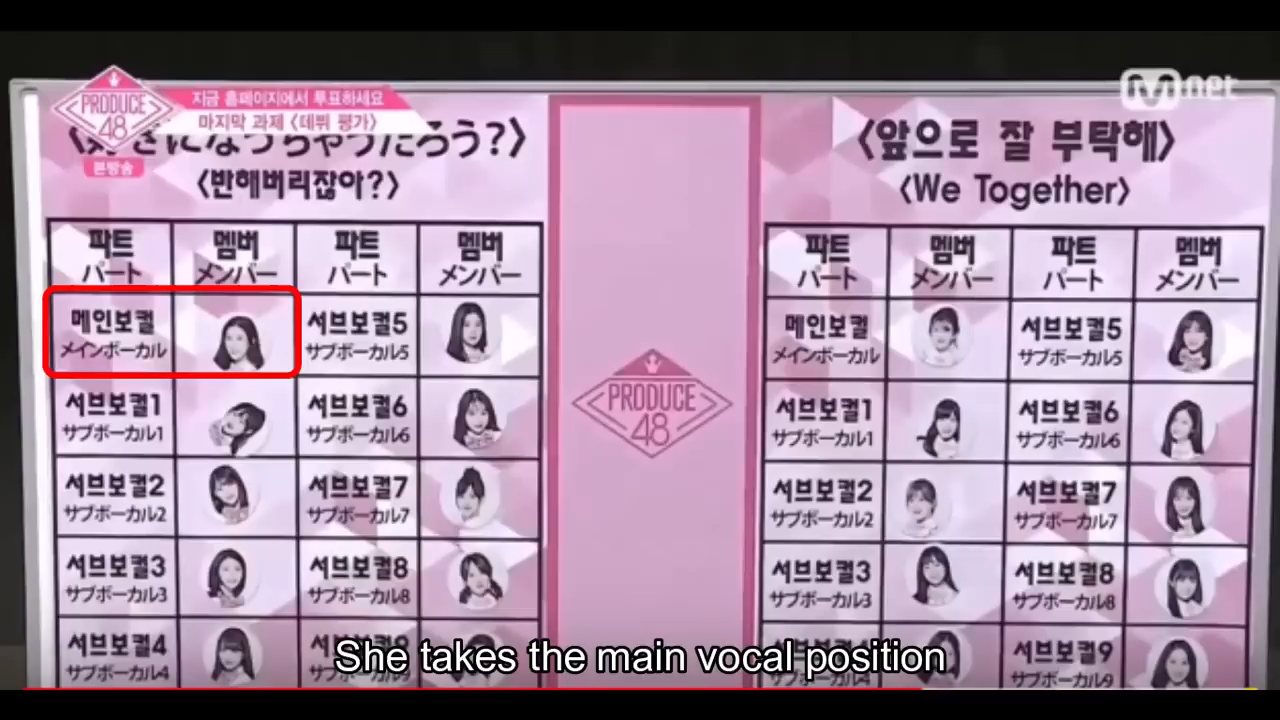 PRODUCE
48
지금 홈페이지에서 투표하세요
마지막 과제 <데뷔 평가>
본방송
Mnet
きになっちゃうだろう?>
<반해버리잖아?>
파트
パート
멤버
メンバー
파트
パート
멤버
メンバー
메인보컬
メインボーカル
서브보컬5
サブボーカル5
서브보컬1
サブボーカル1
서브보컬6
サブボーカル6
서브보컬2
サブボーカル2
서브보컬7
サブボーカル7
서브보컬3
サブボーカル3
서브보컬8
サブボーカル8
서브보컬4
サブボーカル4
PRODUCE
48
<앞으로 잘 부탁해>
<We Together>
파트
パート
멤버
メンバー
파트
パート
멤버
メンバー
메인보컬
メインボーカル
서브보컬5
サブボーカル5
서브보컬1
サブボーカル1
서브보컬6
サブボーカル6
서브보컬2
サブボーカル2
서브보컬7
サブボーカル7
서브보컬3
サブボーカル3
서브보컬8
サブボーカル8
서브보컬9
サブボーカル9
She takes the main vocal position